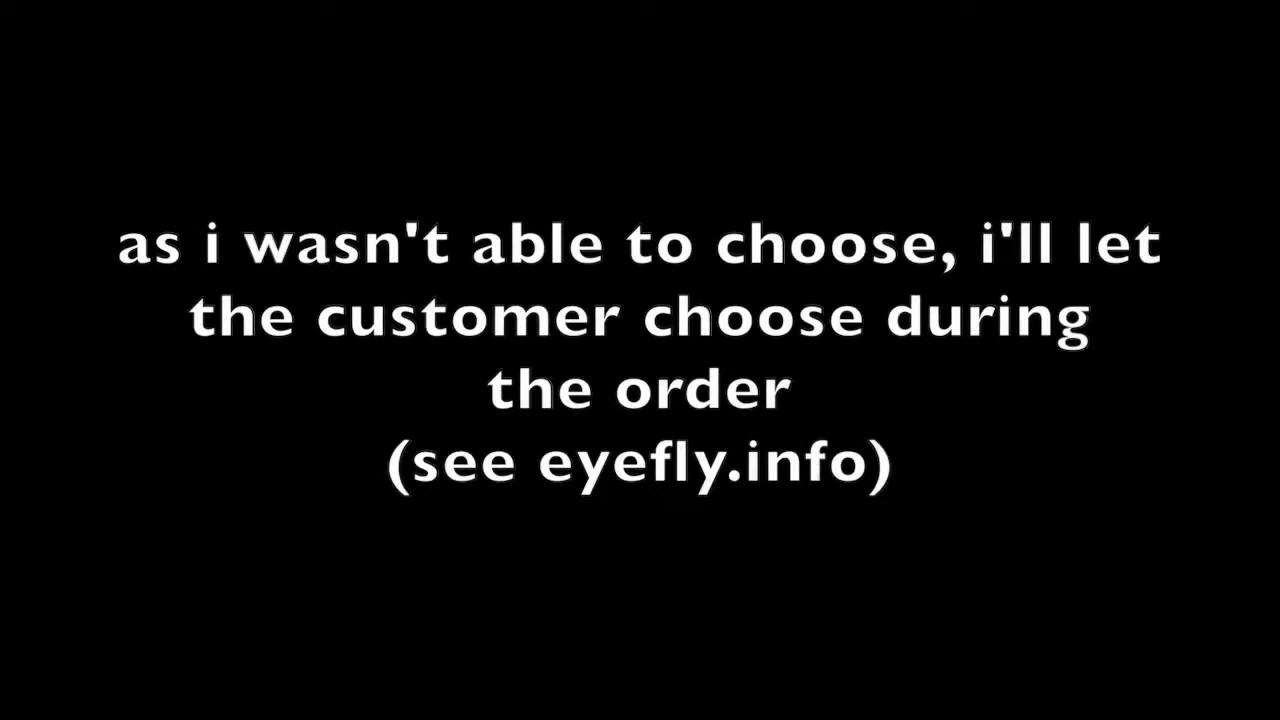 as i wasn't able to choose, i'll let
the customer choose during
the order
(see eyefly.info)